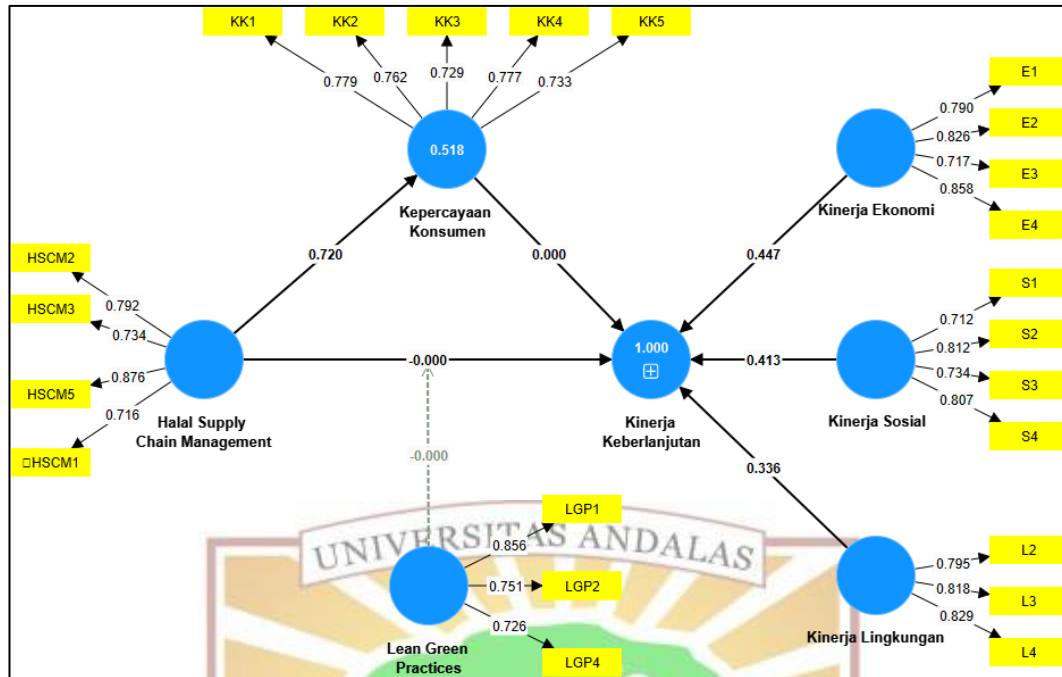 KK1 KK2 KK3 KK4 KK5
0.779 0.762 0.729 0.777 0.733
0.518
Kepercayaan
Konsumen
E1
E2
E3
E4
0.790
0.826
0.717
0.858
Kinerja Ekonomi
0.720
0.000
0.447
HSCM2
HSCM3
HSCM5
□HSCM1
0.792
0.734
0.876
0.716
Halal Supply
Chain Management
-0.000
-0.000
1.000
Kinerja
Keberlanjutan
0.413
S1
S2
S3
S4
0.712
0.812
0.734
0.807
Kinerja Sosial
0.336
UNIVERSITAS ANDALAS
LGP1
LGP2
LGP4
0.856
0.751
0.726
Lean Green
Practices
L2
L3
L4
0.795
0.818
0.829
Kinerja Lingkungan